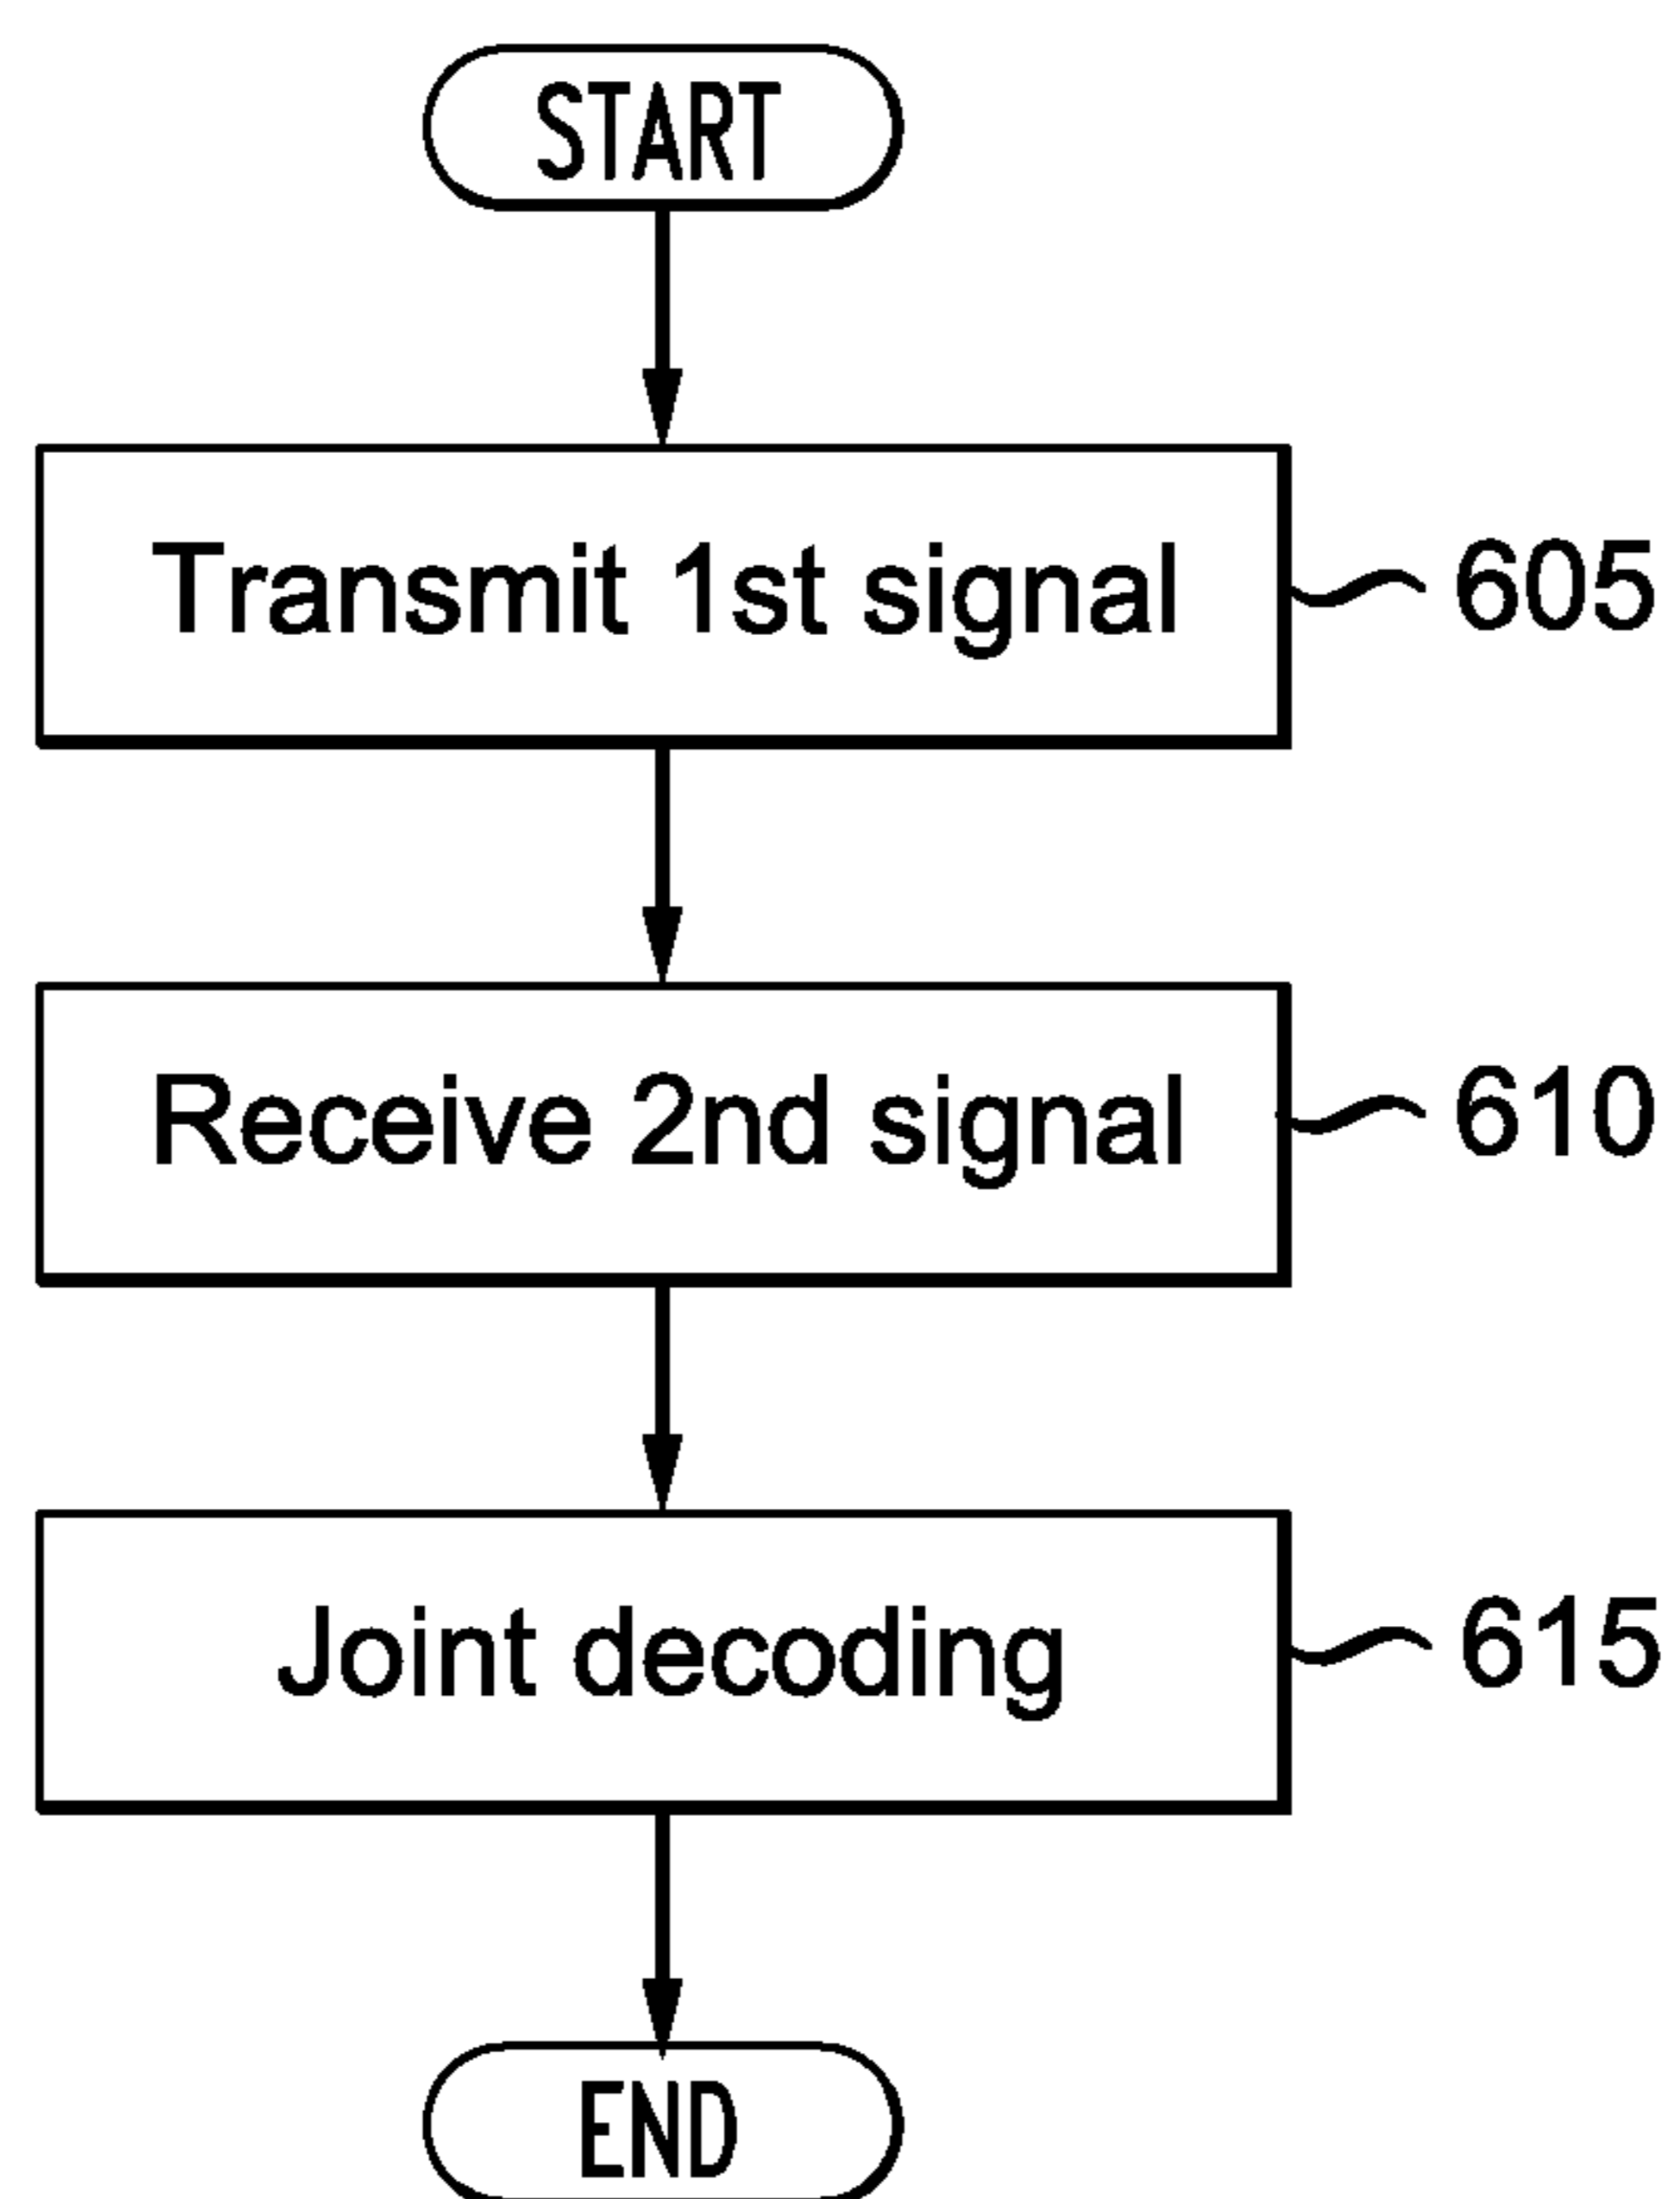 START
Transmit 1st signal 605
Receive 2nd signal 610
Joint decoding 615
END